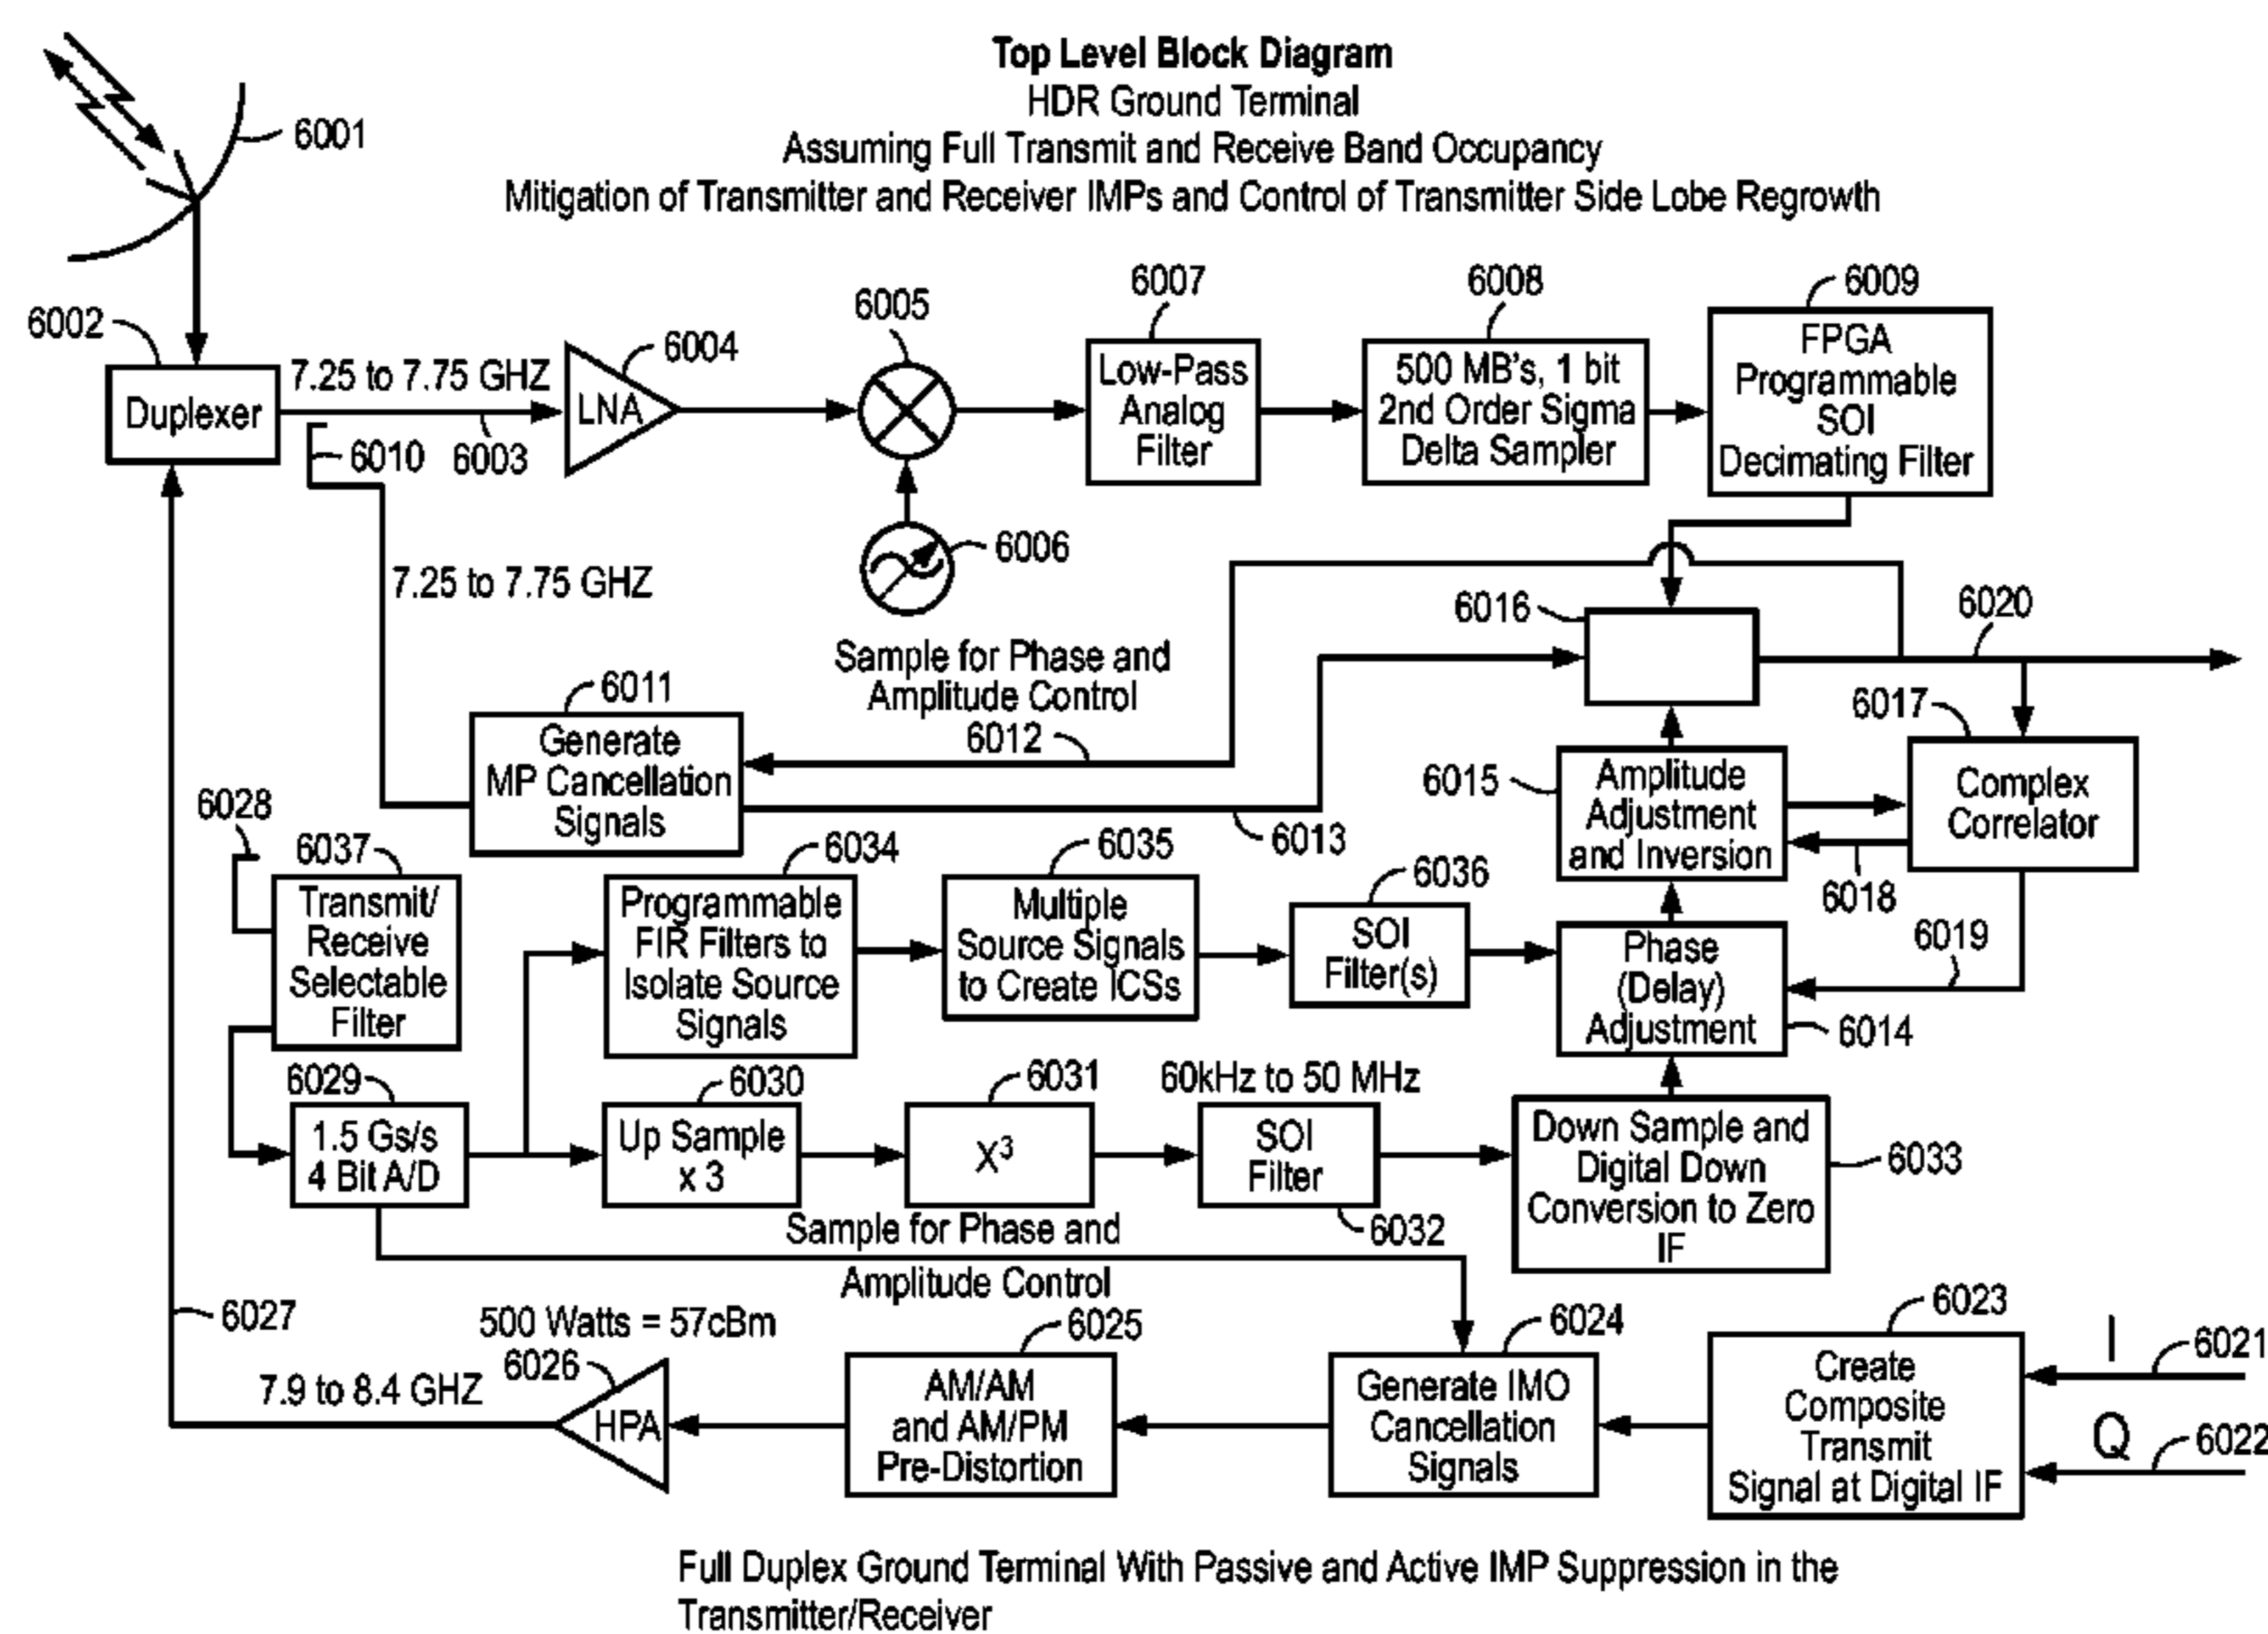 Top Level Block Diagram
HDR Ground Terminal
Assuming Full Transmit and Receive Band Occupancy
Mitigation of Transmitter and Receiver IMPs and Control of Transmitter Side Lobe Regrowth
6001
6002
Duplexer
7.25 to 7.75 GHZ
6003
6010
LNA
6004
6005
6006
6007
Low-Pass
Analog
Filter
6008
500 MB's, 1 bit
2nd Order Sigma
Delta Sampler
6009
FPGA
Programmable
SOI
Decimating Filter
7.25 to 7.75 GHZ
Sample for Phase and
Amplitude Control
6012
6016
6020
6011
Generate
MP Cancellation
Signals
6013
6015
Amplitude
Adjustment
and Inversion
6017
Complex
Correlator
6018
6019
6028
6037
Transmit/
Receive
Selectable
Filter
6034
Programmable
FIR Filters to
Isolate Source
Signals
6035
Multiple
Source Signals
to Create ICSs
6036
SOI
Filter(s)
Phase
(Delay)
Adjustment
6014
6029
1.5 Gs/s
4 Bit A/D
6030
Up Sample
x 3
6031
X³
60kHz to 50 MHz
SOI
Filter
6032
Down Sample and
Digital Down
Conversion to Zero
IF
6033
Sample for Phase and
Amplitude Control
6027
7.9 to 8.4 GHZ
500 Watts = 57cBm
6026
HPA
6025
AM/AM
and AM/PM
Pre-Distortion
6024
Generate IMO
Cancellation
Signals
6023
Create
Composite
Transmit
Signal at Digital IF
I
6021
Q
6022
Full Duplex Ground Terminal With Passive and Active IMP Suppression in the
Transmitter/Receiver